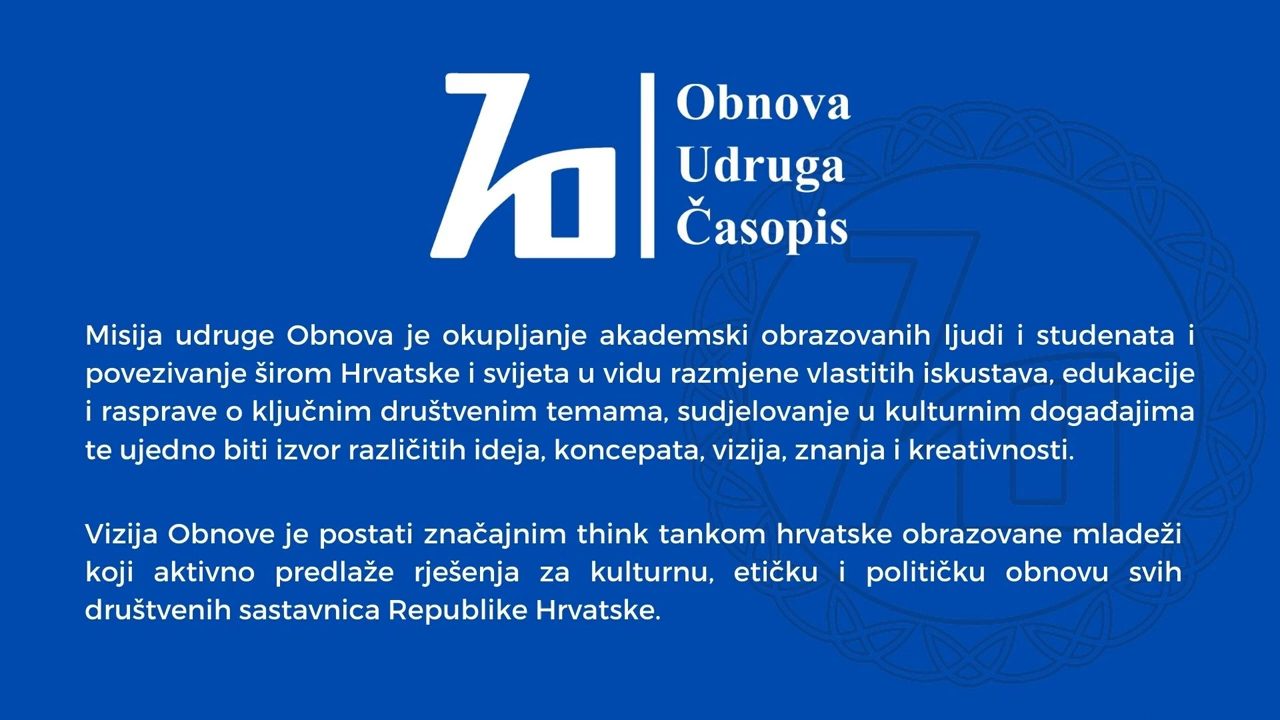 Obnova
Udruga
Časopis
Misija udruge Obnova je okupljanje akademski obrazovanih ljudi i studenata i
povezivanje širom Hrvatske i svijeta u vidu razmjene vlastitih iskustava, edukacije
i rasprave o ključnim društvenim temama, sudjelovanje u kulturnim događajima
te ujedno biti izvor različitih ideja, koncepata, vizija, znanja i kreativnosti.
Vizija Obnove je postati značajnim think tankom hrvatske obrazovane mladeži
koji aktivno predlaže rješenja za kulturnu, etičku i političku obnovu svih
društvenih sastavnica Republike Hrvatske.